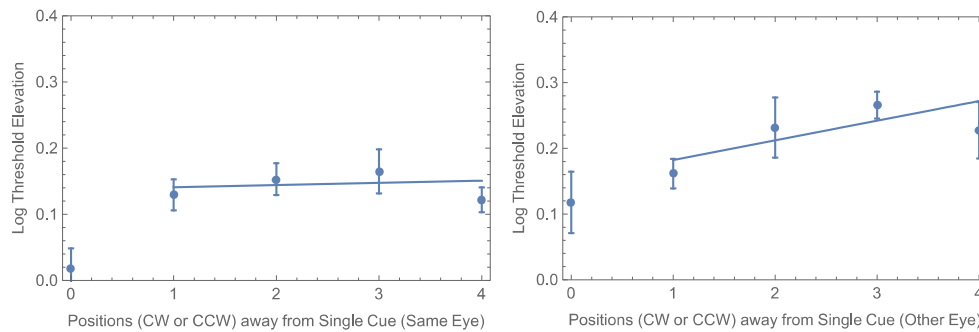 0.4
0.3
0.2
0.1
0.0
Log Threshold Elevation
0 1 2 3 4
Positions (CW or CCW) away from Single Cue (Same Eye)
0.4
0.3
0.2
0.1
0.0
Log Threshold Elevation
0 1 2 3 4
Positions (CW or CCW) away from Single Cue (Other Eye)